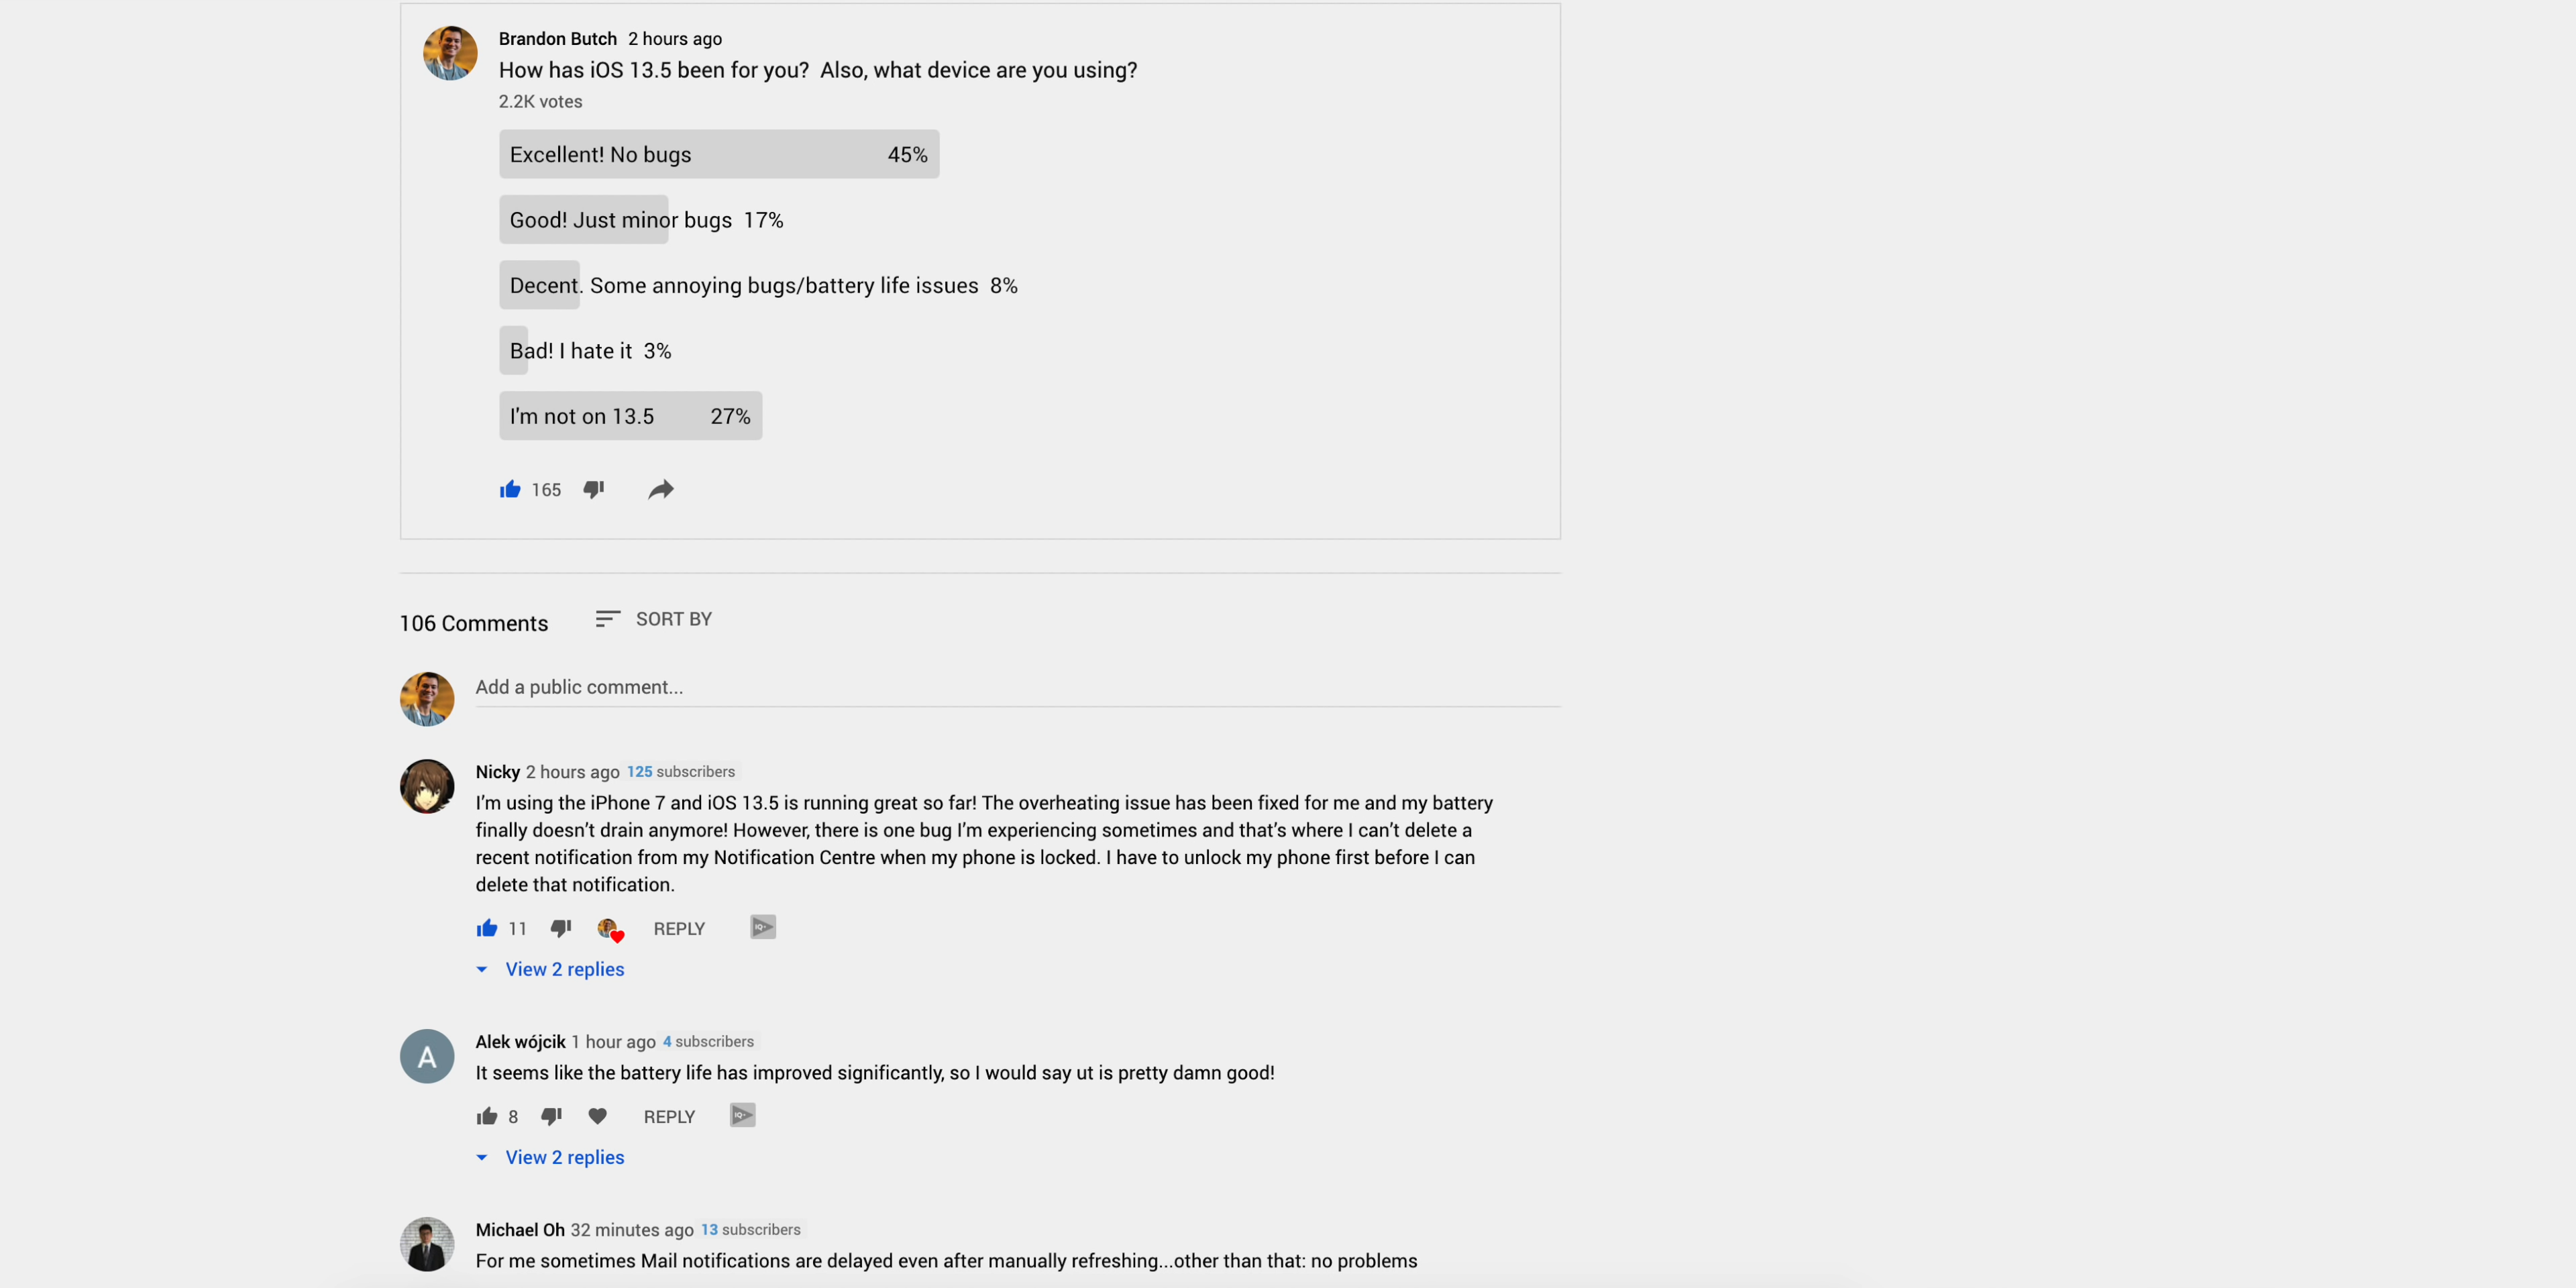 Brandon Butch 2 hours ago
How has iOS 13.5 been for you?  Also, what device are you using?
2.2K votes
Excellent! No bugs 45%
Good! Just minor bugs 17%
Decent. Some annoying bugs/battery life issues 8%
Bad! I hate it 3%
I'm not on 13.5 27%
165
106 Comments SORT BY
Add a public comment...
Nicky 2 hours ago 125 subscribers
I'm using the iPhone 7 and iOS 13.5 is running great so far! The overheating issue has been fixed for me and my battery
finally doesn't drain anymore! However, there is one bug I'm experiencing sometimes and that's where I can't delete a
recent notification from my Notification Centre when my phone is locked. I have to unlock my phone first before I can
delete that notification.
11 REPLY IQ+
View 2 replies
A
Alek wójcik 1 hour ago 4 subscribers
It seems like the battery life has improved significantly, so I would say ut is pretty damn good!
8 REPLY IQ+
View 2 replies
Michael Oh 32 minutes ago 13 subscribers
For me sometimes Mail notifications are delayed even after manually refreshing...other than that: no problems